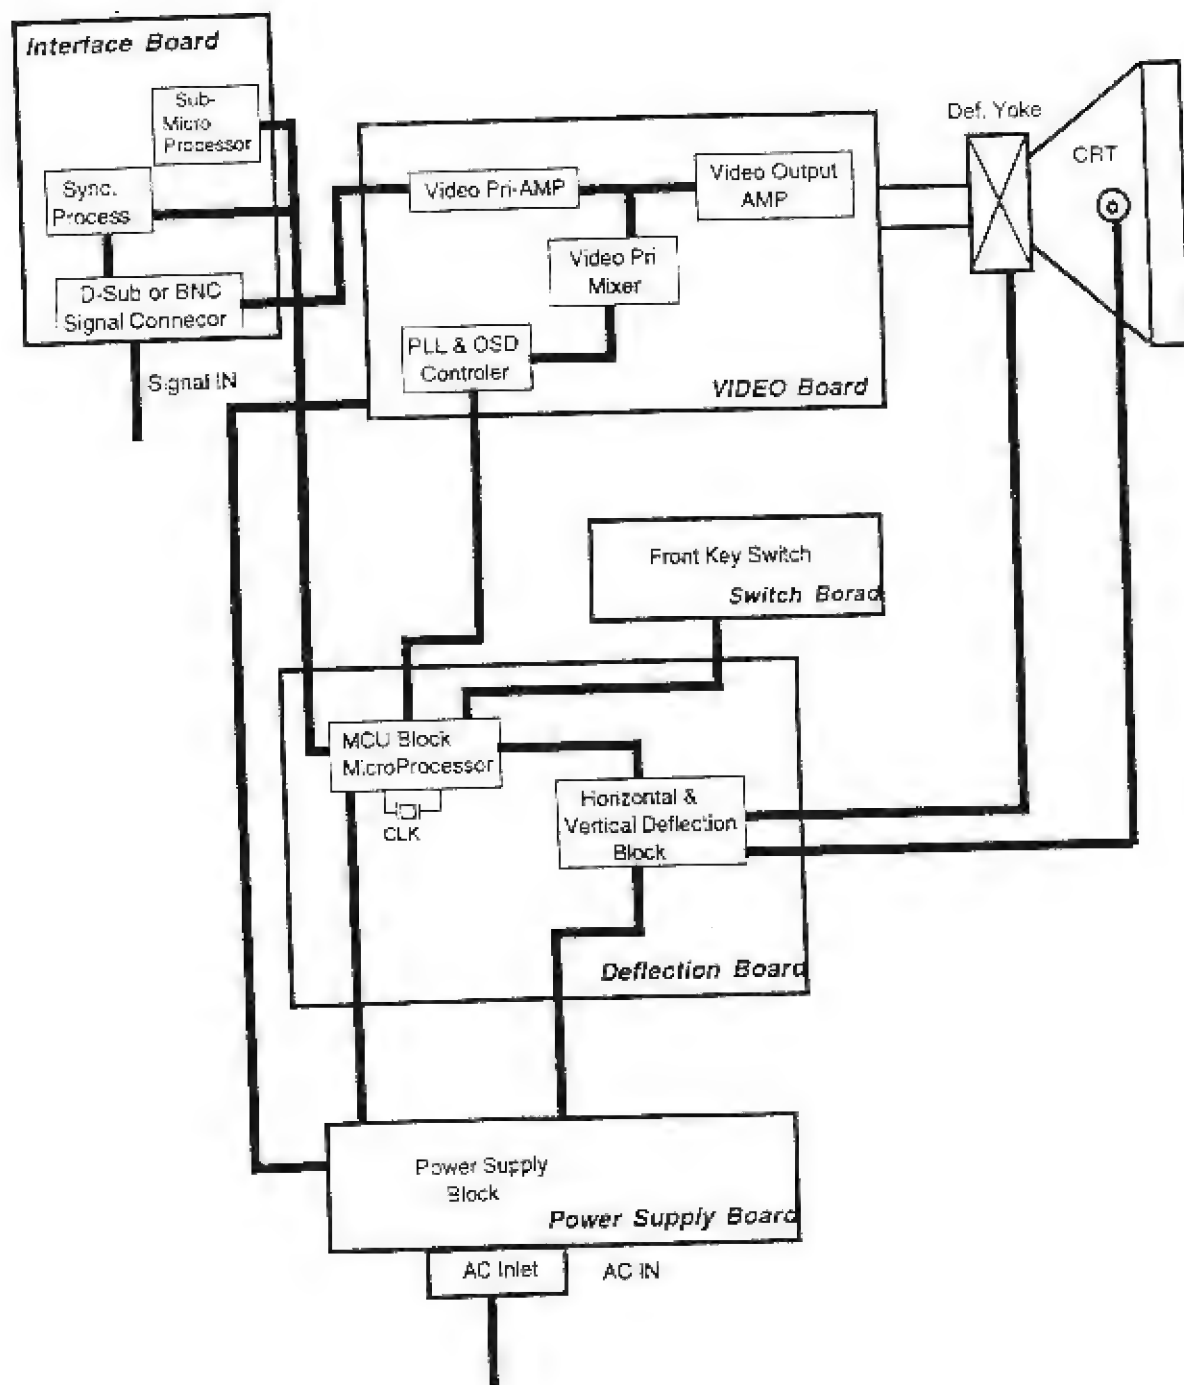 Interface Board
Sub-
Micro
Processor
Sync.
Process
D-Sub or BNC
Signal Connecor
Signal IN
Video Pri-AMP
Video Output
AMP
Video Pri
Mixer
PLL & OSD
Controler
VIDEO Board
Def. Yoke
CRT
Front Key Switch
Switch Borad
MCU Block
MicroProcessor
CLK
Horizontal &
Vertical Deflection
Block
Deflection Board
Power Supply
Block
Power Supply Board
AC Inlet
AC IN